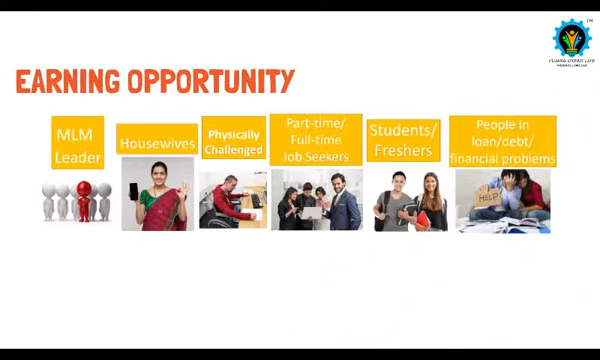 TM
EARNING OPPORTUNITY
MLM
Leader
Housewives
Physically
Challenged
Part-time/
Full-time
Job Seekers
Students/
Freshers
People in
loan/debt/
financial problems
HELP